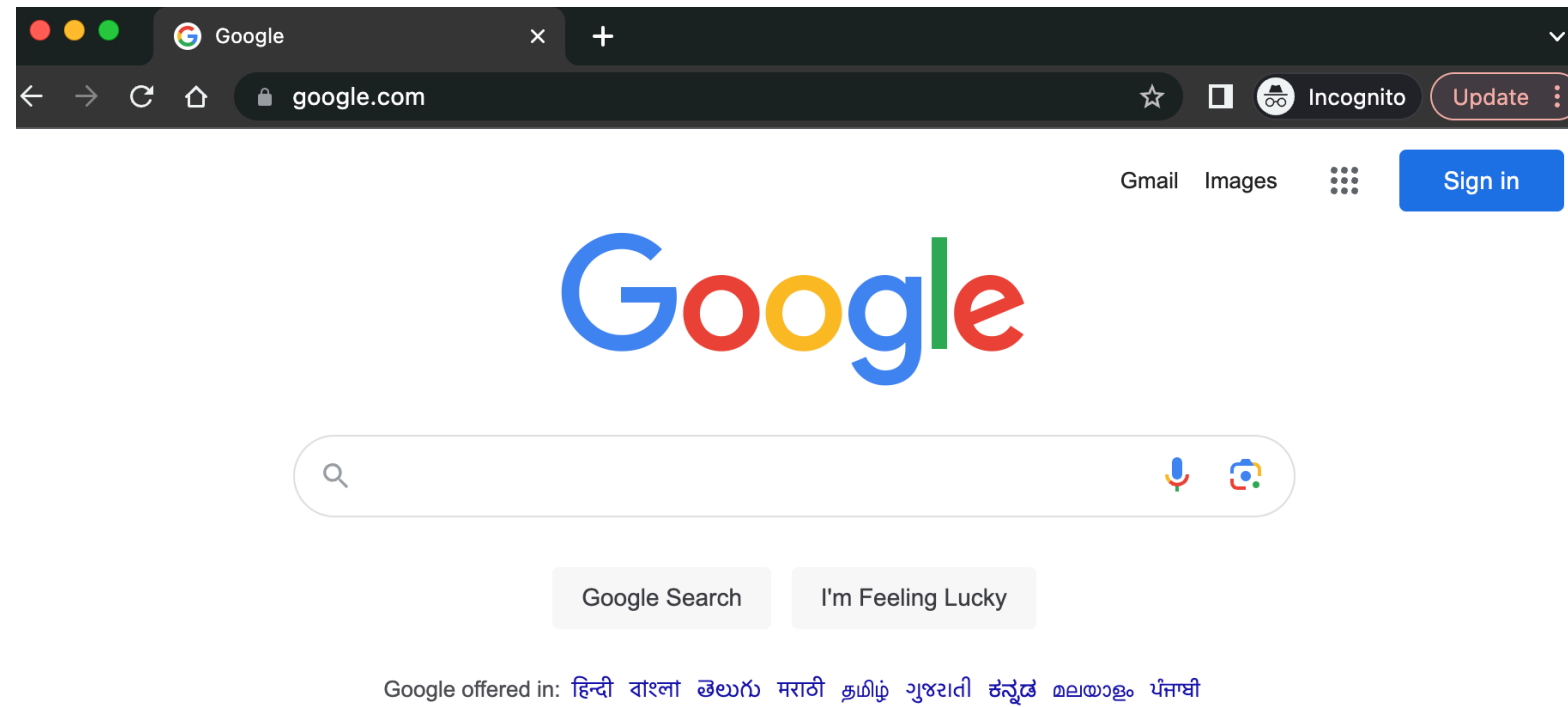 Google
google.com
Incognito
Update
Gmail Images
Sign in
Google
Google Search
I'm Feeling Lucky
Google offered in: हिन्दी বাংলা తెలుగు मराठी தமிழ் ગુજરાતી ಕನ್ನಡ മലയാളം ਪੰਜਾਬੀ